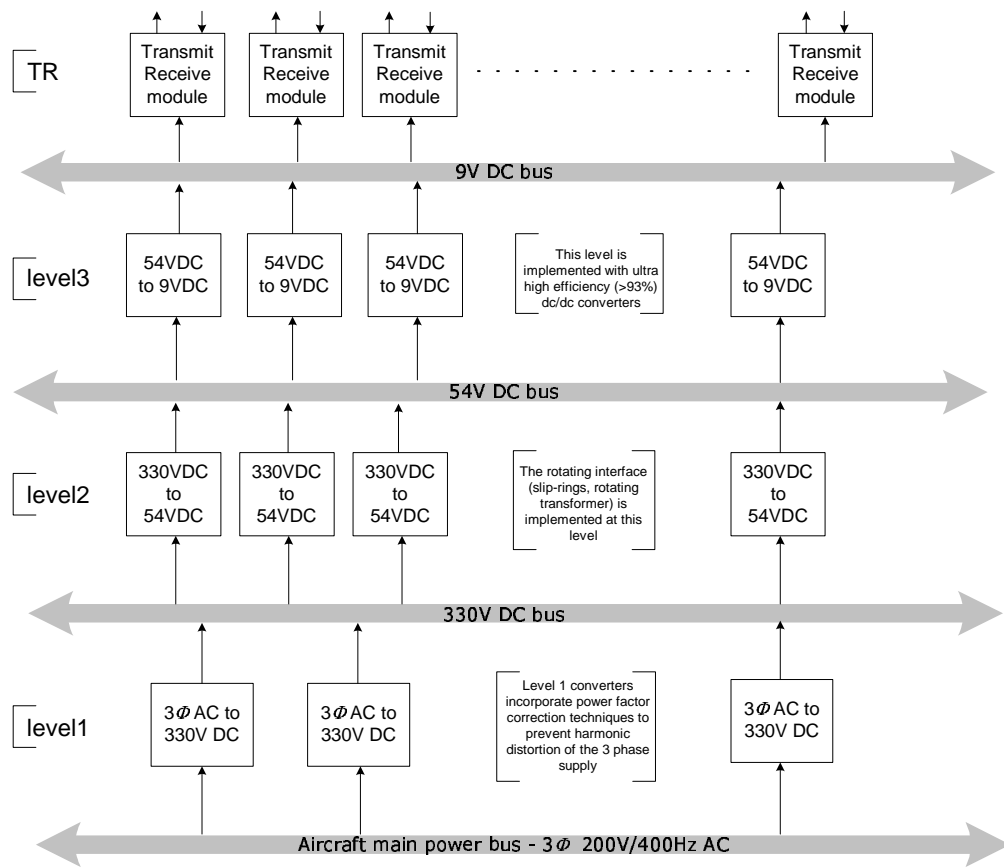 TR
Transmit
Receive
module
Transmit
Receive
module
Transmit
Receive
module
Transmit
Receive
module
9V DC bus
level3
54VDC
to 9VDC
54VDC
to 9VDC
54VDC
to 9VDC
This level is
implemented with ultra
high efficiency (>93%)
dc/dc converters
54VDC
to 9VDC
54V DC bus
level2
330VDC
to
54VDC
330VDC
to
54VDC
330VDC
to
54VDC
The rotating interface
(slip-rings, rotating
transformer) is
implemented at this
level
330VDC
to
54VDC
330V DC bus
level1
3Φ AC to
330V DC
3Φ AC to
330V DC
Level 1 converters
incorporate power factor
correction techniques to
prevent harmonic
distortion of the 3 phase
supply
3Φ AC to
330V DC
Aircraft main power bus - 3Φ 200V/400Hz AC